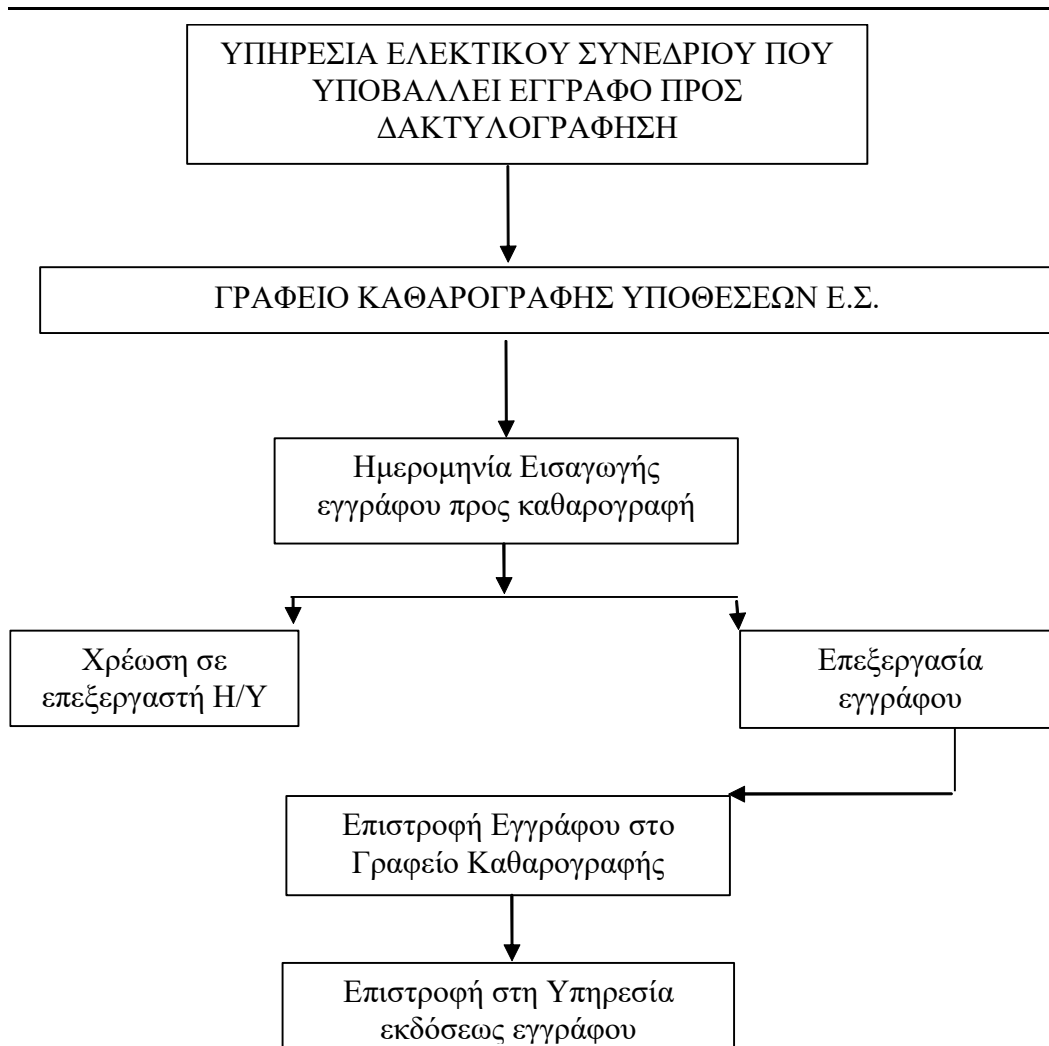 ΥΠΗΡΕΣΙΑ ΕΛΕΚΤΙΚΟΥ ΣΥΝΕΔΡΙΟΥ ΠΟΥ
ΥΠΟΒΑΛΛΕΙ ΕΓΓΡΑΦΟ ΠΡΟΣ
ΔΑΚΤΥΛΟΓΡΑΦΗΣΗ
ΓΡΑΦΕΙΟ ΚΑΘΑΡΟΓΡΑΦΗΣ ΥΠΟΘΕΣΕΩΝ Ε.Σ.
Ημερομηνία Εισαγωγής
εγγράφου προς καθαρογραφή
Χρέωση σε
επεξεργαστή Η/Υ
Επεξεργασία
εγγράφου
Επιστροφή Εγγράφου στο
Γραφείο Καθαρογραφής
Επιστροφή στη Υπηρεσία
εκδόσεως εγγράφου